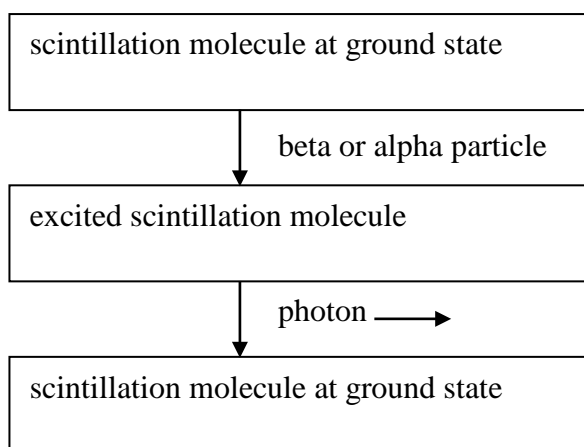 scintillation molecule at ground state
beta or alpha particle
excited scintillation molecule
photon
scintillation molecule at ground state